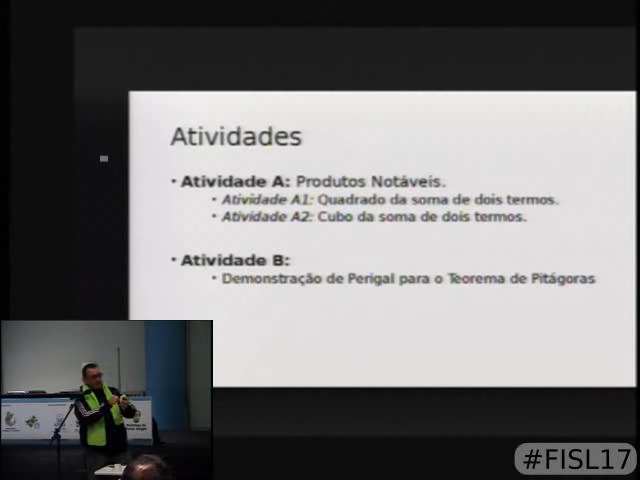 Atividades
• Atividade A: Produtos Notáveis.
• Atividade A1: Quadrado da soma de dois termos.
• Atividade A2: Cubo da soma de dois termos.
• Atividade B:
• Demonstração de Perigal para o Teorema de Pitágoras
#FISL17